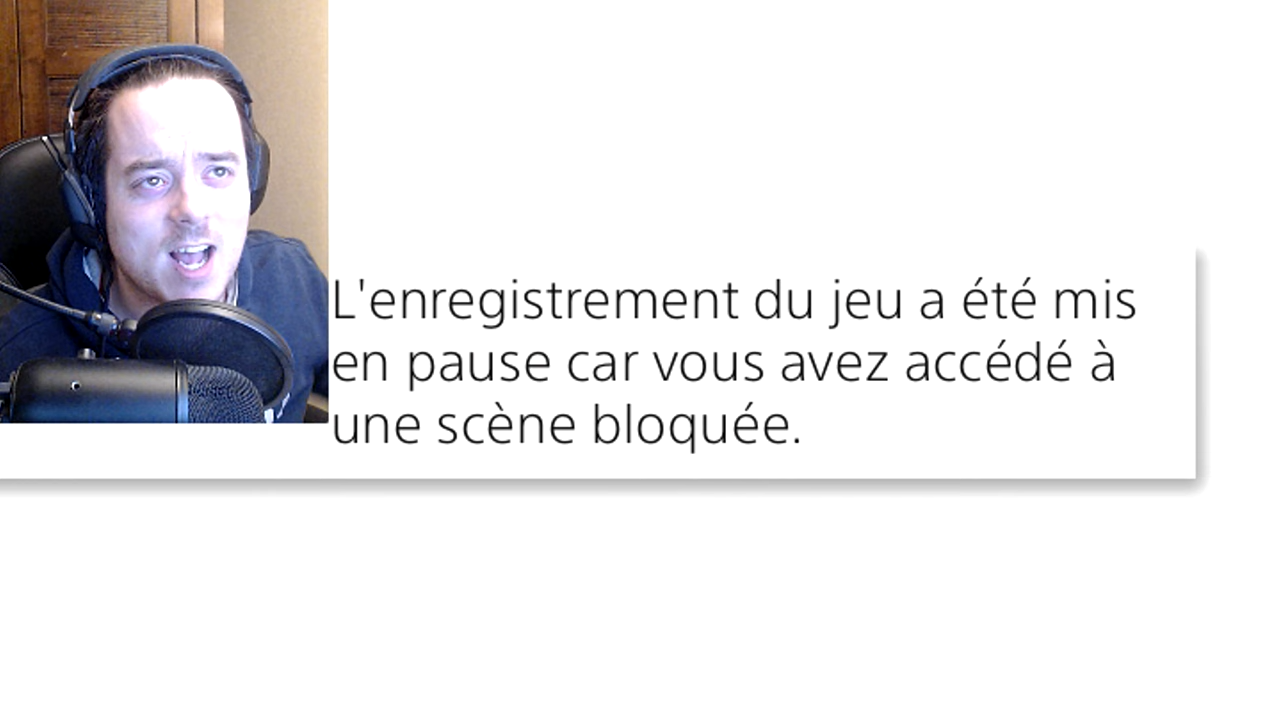 L'enregistrement du jeu a été mis
en pause car vous avez accédé à
une scène bloquée.